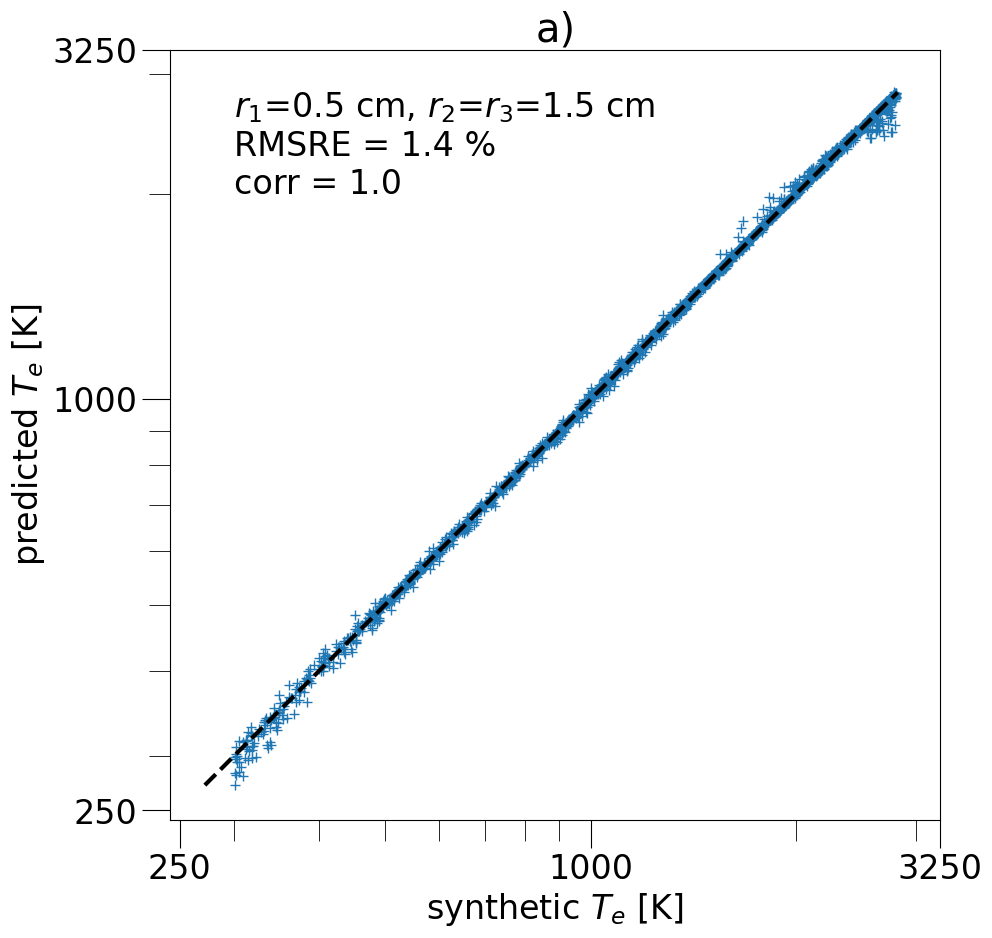 a)
3250
r₁=0.5 cm, r₂=r₃=1.5 cm
RMSRE = 1.4 %
corr = 1.0
predicted Tₑ [K]
1000
250
250 1000 3250
synthetic Tₑ [K]